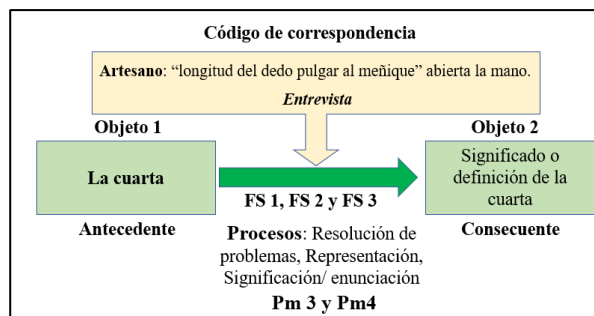 Código de correspondencia
Artesano: “longitud del dedo pulgar al meñique” abierta la mano.
Entrevista
Objeto 1
Objeto 2
La cuarta
Significado o
definición de la
cuarta
FS 1, FS 2 y FS 3
Antecedente
Consecuente
Procesos: Resolución de
problemas, Representación,
Significación/ enunciación
Pm 3 y Pm4